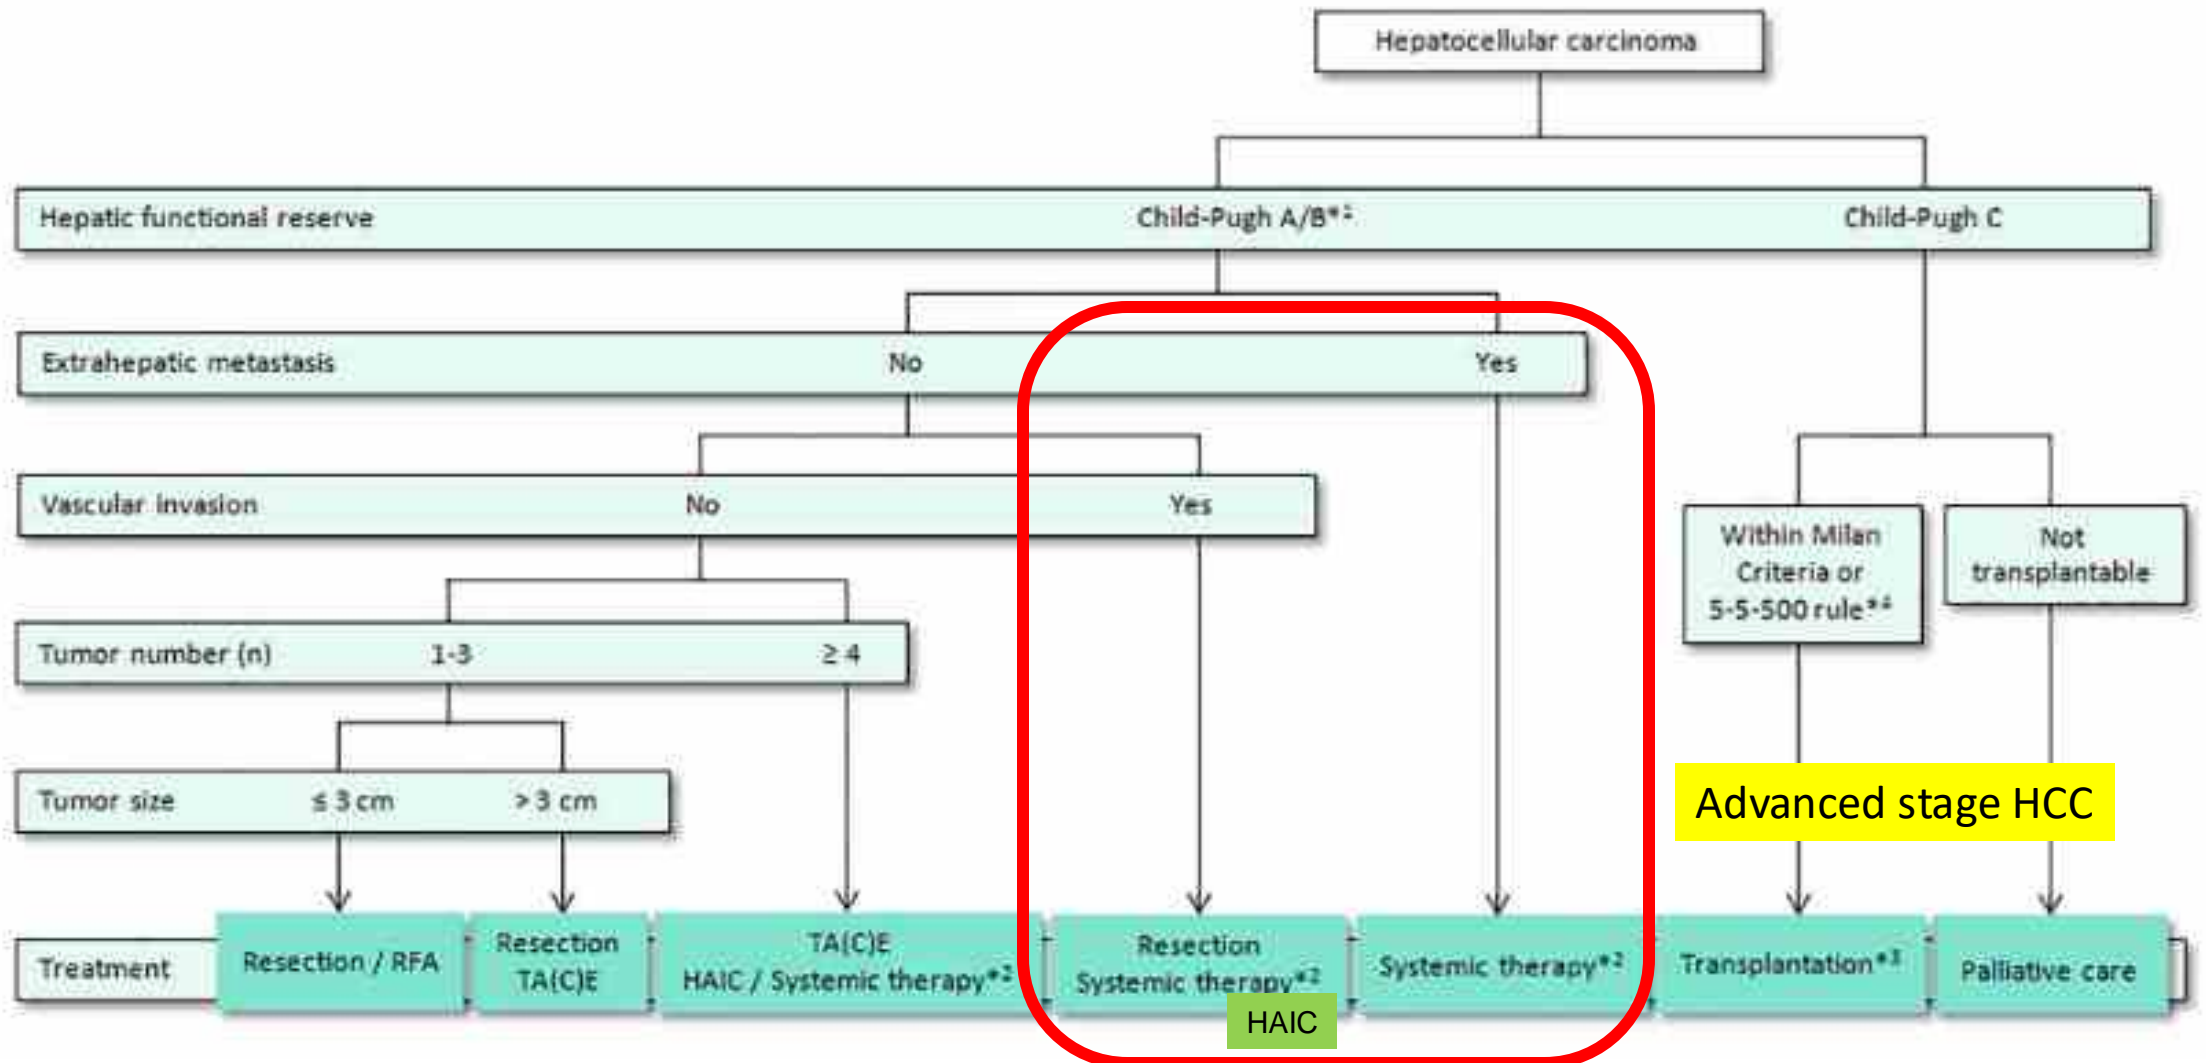 Hepatocellular carcinoma
Hepatic functional reserve Child-Pugh A/B*1 Child-Pugh C
Extrahepatic metastasis No Yes
Vascular invasion No Yes
Within Milan
Criteria or
5-5-500 rule*4
Not
transplantable
Tumor number (n) 1-3 ≥ 4
Tumor size ≤ 3 cm > 3 cm
Advanced stage HCC
Treatment
Resection / RFA
Resection
TA(C)E
TA(C)E
HAIC / Systemic therapy*2
Resection
Systemic therapy*2
HAIC
Systemic therapy*2
Transplantation*3
Palliative care